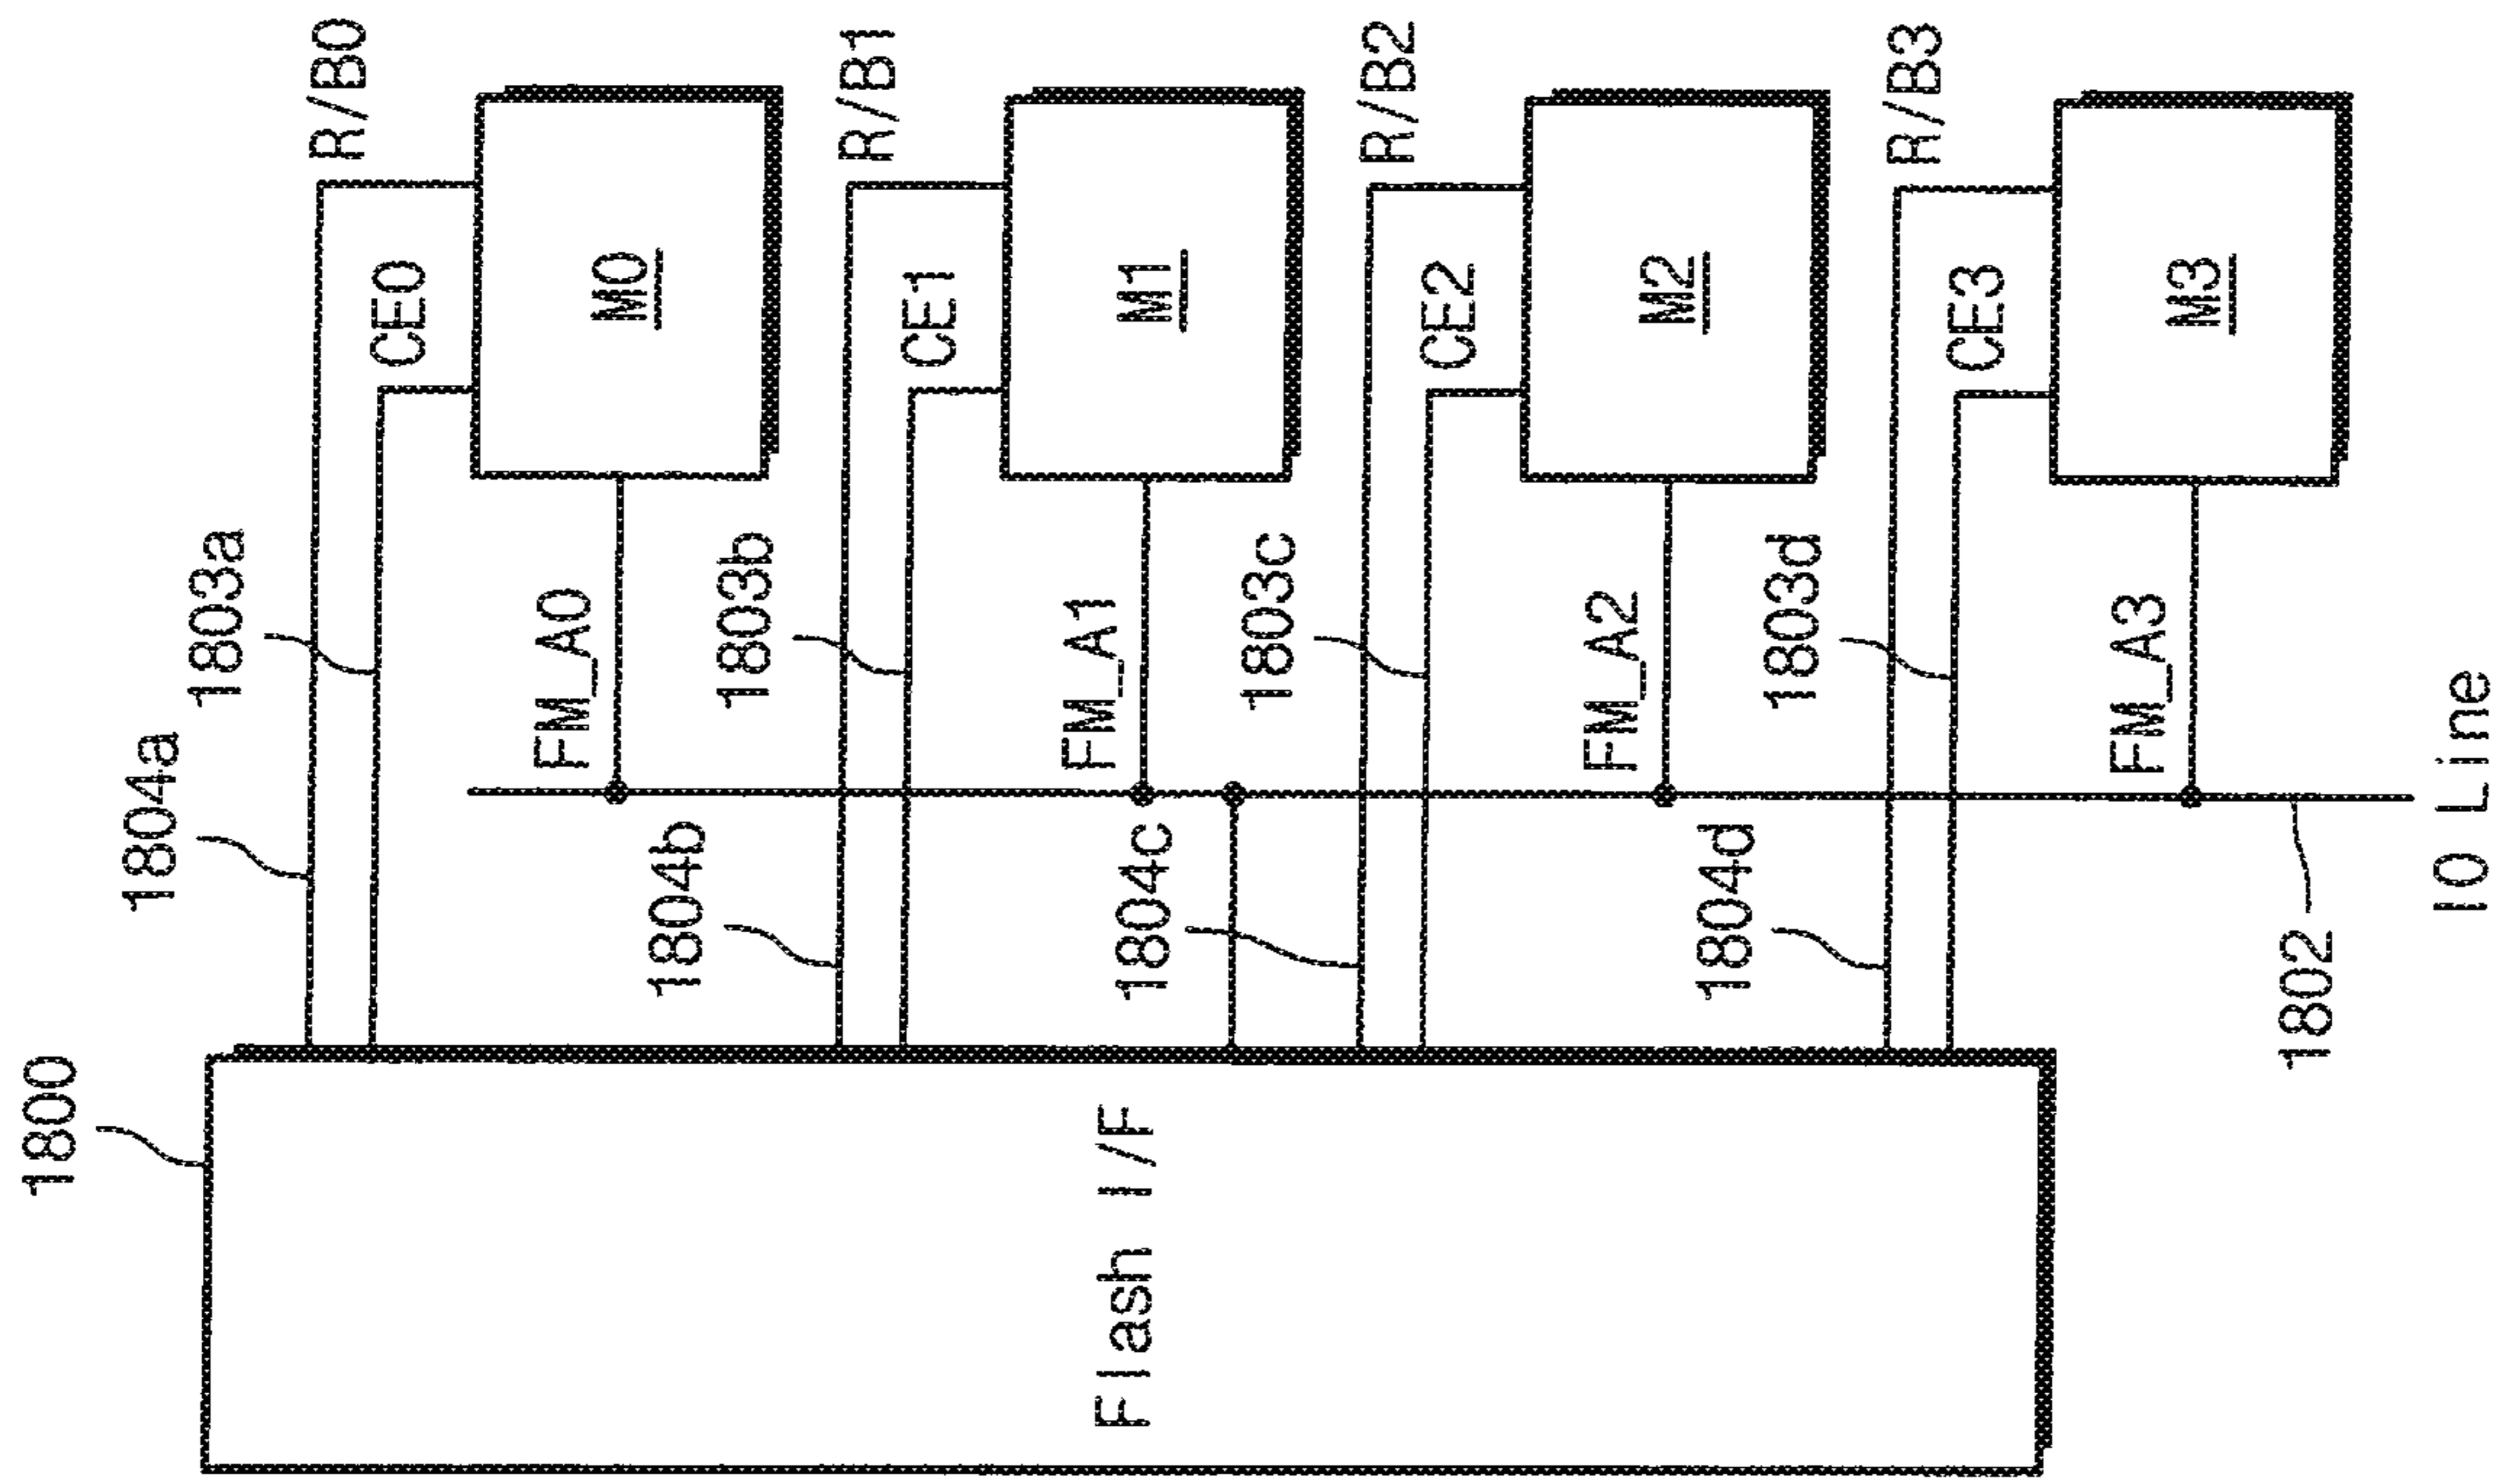 1800
Flash I/F
1804a
1803a
R/B0
CE0
M0
FM_A0
1804b
1803b
R/B1
CE1
M1
FM_A1
1804c
1803c
R/B2
CE2
M2
FM_A2
1804d
1803d
R/B3
CE3
M3
FM_A3
1802
IO Line